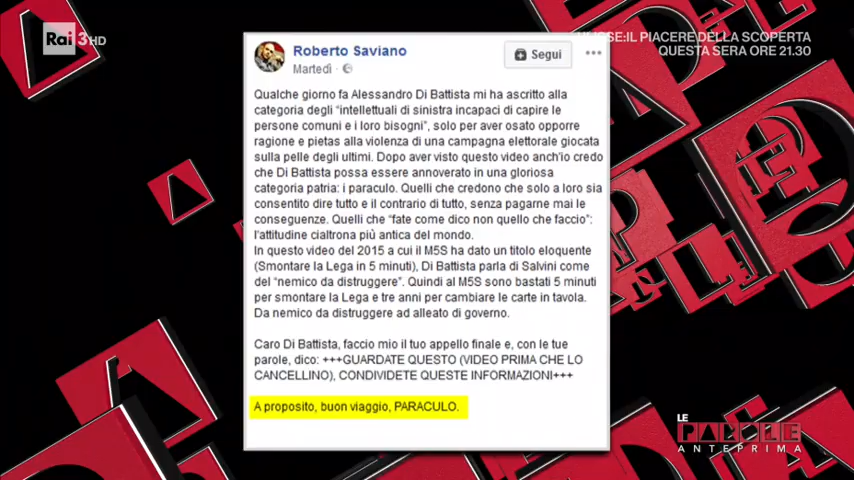 Rai 3HD
SSE:IL PIACERE DELLA SCOPERTA
QUESTA SERA ORE 21.30
Roberto Saviano
Segui
Martedì
Qualche giorno fa Alessandro Di Battista mi ha ascritto alla
categoria degli "intellettuali di sinistra incapaci di capire le
persone comuni e i loro bisogni", solo per aver osato opporre
ragione e pietas alla violenza di una campagna elettorale giocata
sulla pelle degli ultimi. Dopo aver visto questo video anch'io credo
che Di Battista possa essere annoverato in una gloriosa
categoria patria: i paraculo. Quelli che credono che solo a loro sia
consentito dire tutto e il contrario di tutto, senza pagarne mai le
conseguenze. Quelli che "fate come dico non quello che faccio":
l'attitudine cialtrona più antica del mondo.
In questo video del 2015 a cui il M5S ha dato un titolo eloquente
(Smontare la Lega in 5 minuti), Di Battista parla di Salvini come
del "nemico da distruggere". Quindi al M5S sono bastati 5 minuti
per smontare la Lega e tre anni per cambiare le carte in tavola.
Da nemico da distruggere ad alleato di governo.
Caro Di Battista, faccio mio il tuo appello finale e, con le tue
parole, dico: +++GUARDATE QUESTO (VIDEO PRIMA CHE LO
CANCELLINO), CONDIVIDETE QUESTE INFORMAZIONI+++
A proposito, buon viaggio, PARACULO.
LE
PAROLE
ANTEPRIMA